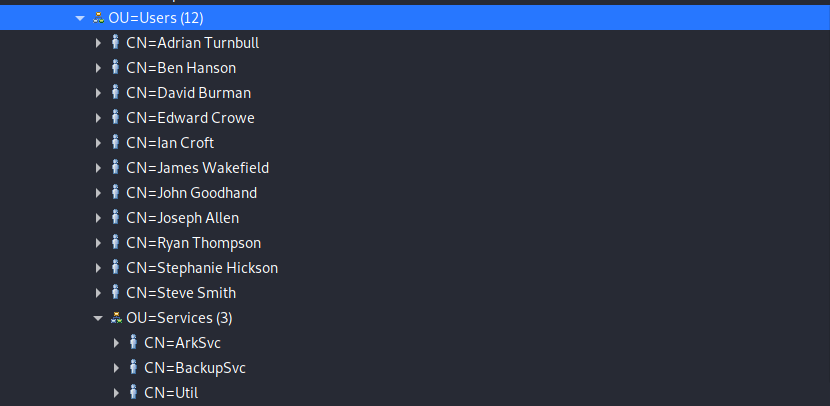 OU=Users (12)
CN=Adrian Turnbull
CN=Ben Hanson
CN=David Burman
CN=Edward Crowe
CN=Ian Croft
CN=James Wakefield
CN=John Goodhand
CN=Joseph Allen
CN=Ryan Thompson
CN=Stephanie Hickson
CN=Steve Smith
OU=Services (3)
CN=ArkSvc
CN=BackupSvc
CN=Util